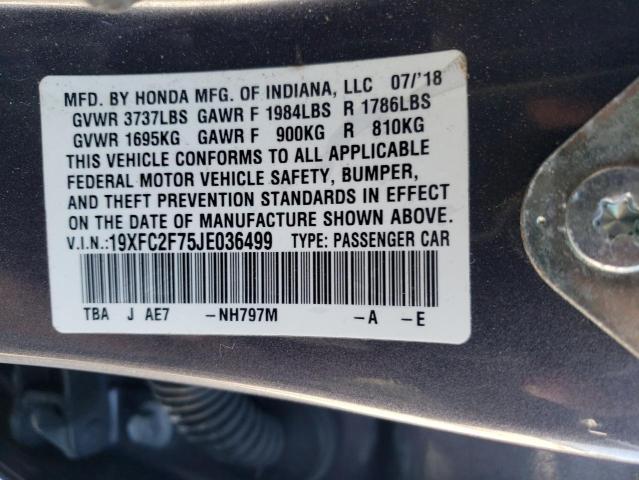 MFD. BY HONDA MFG. OF INDIANA, LLC 07/'18
GVWR 3737LBS GAWR F 1984LBS R 1786LBS
GVWR 1695KG GAWR F 900KG R 810KG
THIS VEHICLE CONFORMS TO ALL APPLICABLE
FEDERAL MOTOR VEHICLE SAFETY, BUMPER,
AND THEFT PREVENTION STANDARDS IN EFFECT
ON THE DATE OF MANUFACTURE SHOWN ABOVE.
V.I.N.:19XFC2F75JE036499 TYPE: PASSENGER CAR
TBA J AE7 -NH797M -A -E